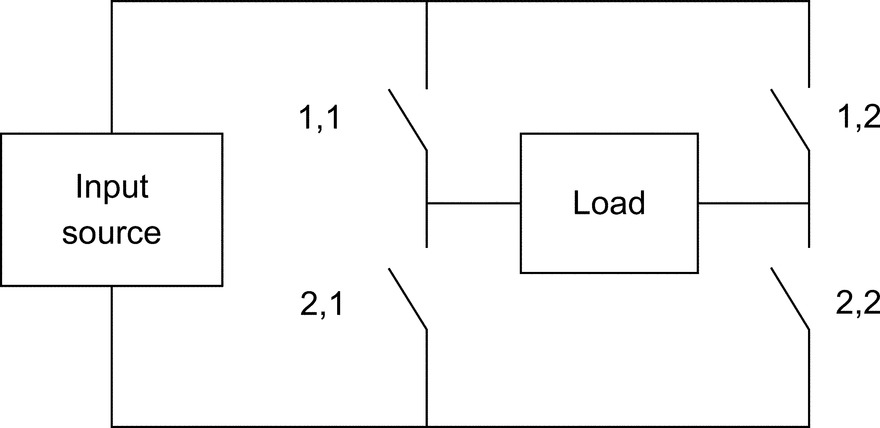 1,1
1,2
Input
source
Load
2,1
2,2